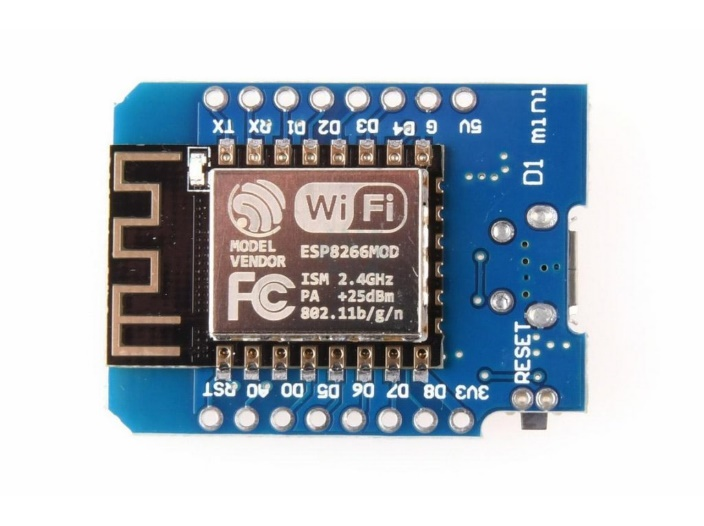 TX RX D1 D2 D3 D4 G 5V
D1 mini
WiFi
MODEL
VENDOR
ESP8266MOD
FC
ISM 2.4GHz
PA +25dBm
802.11b/g/n
RESET
RST A0 D0 D5 D6 D7 D8 3V3